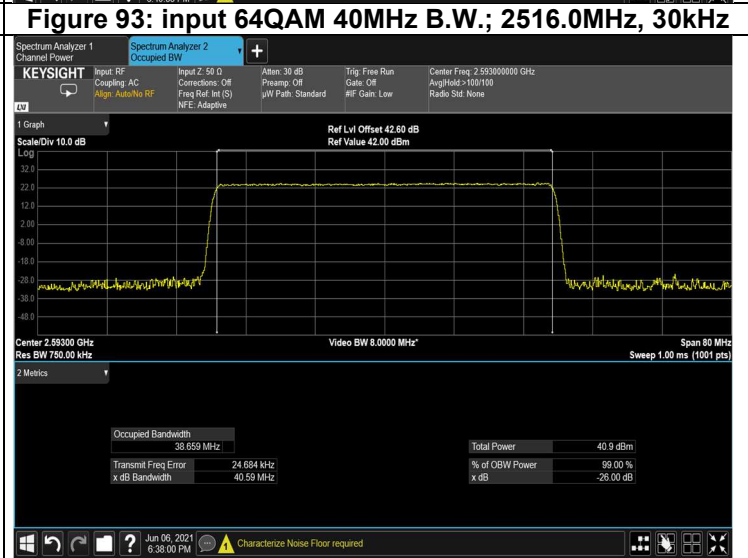 Figure 93: input 64QAM 40MHz B.W.; 2516.0MHz, 30kHz
Spectrum Analyzer 1
Channel Power
Spectrum Analyzer 2
Occupied BW
+
KEYSIGHT
Input: RF
Coupling: AC
Align: Auto/No RF
Input Z: 50 Ω
Corrections: Off
Freq Ref: Int (S)
NFE: Adaptive
Atten: 30 dB
Preamp: Off
µW Path: Standard
Trig: Free Run
Gate: Off
#IF Gain: Low
Center Freq: 2.593000000 GHz
Avg|Hold:>100/100
Radio Std: None
LXI
1 Graph
Scale/Div 10.0 dB
Ref Lvl Offset 42.60 dB
Ref Value 42.00 dBm
Log
32.0
22.0
12.0
2.00
-8.00
-18.0
-28.0
-38.0
-48.0
Center 2.59300 GHz
Res BW 750.00 kHz
Video BW 8.0000 MHz*
Span 80 MHz
Sweep 1.00 ms (1001 pts)
2 Metrics
Occupied Bandwidth
38.659 MHz
Transmit Freq Error 24.684 kHz
x dB Bandwidth 40.59 MHz
Total Power 40.9 dBm
% of OBW Power 99.00 %
x dB -26.00 dB
?
Jun 06, 2021
6:38:00 PM
Characterize Noise Floor required